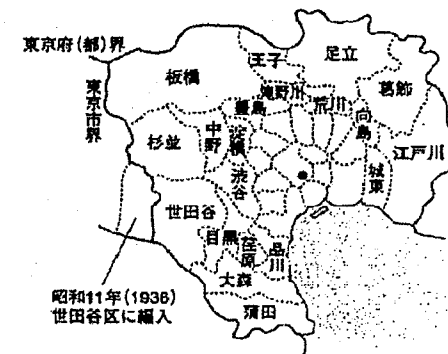 東京府(都)界
東京市界
王子
足立
板橋
滝野川
葛飾
豊島
荒川
向島
中野
淀橋
杉並
江戸川
城東
渋谷
世田谷
目黒
荏原
品川
大森
蒲田
昭和11年(1936)
世田谷区に編入